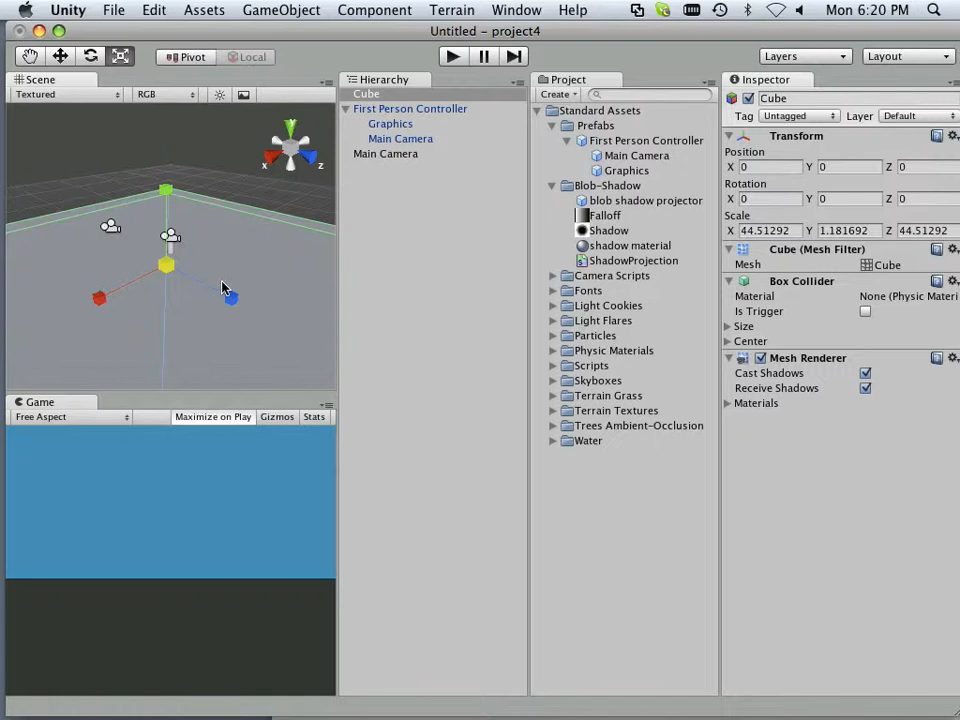 Unity File Edit Assets GameObject Component Terrain Window Help Mon 6:20 PM
Untitled - project4
Pivot Local Layers Layout
Scene
Textured RGB
y
x
z
Game
Free Aspect Maximize on Play Gizmos Stats
Hierarchy
Cube
First Person Controller
Graphics
Main Camera
Main Camera
Project
Create
Standard Assets
Prefabs
First Person Controller
Main Camera
Graphics
Blob-Shadow
blob shadow projector
Falloff
Shadow
shadow material
ShadowProjection
Camera Scripts
Fonts
Light Cookies
Light Flares
Particles
Physic Materials
Scripts
Skyboxes
Terrain Grass
Terrain Textures
Trees Ambient-Occlusion
Water
Inspector
Cube
Tag Untagged Layer Default
Transform
Position
X 0 Y 0 Z 0
Rotation
X 0 Y 0 Z 0
Scale
X 44.51292 Y 1.181692 Z 44.51292
Cube (Mesh Filter)
Mesh Cube
Box Collider
Material None (Physic Materi
Is Trigger
Size
Center
Mesh Renderer
Cast Shadows
Receive Shadows
Materials